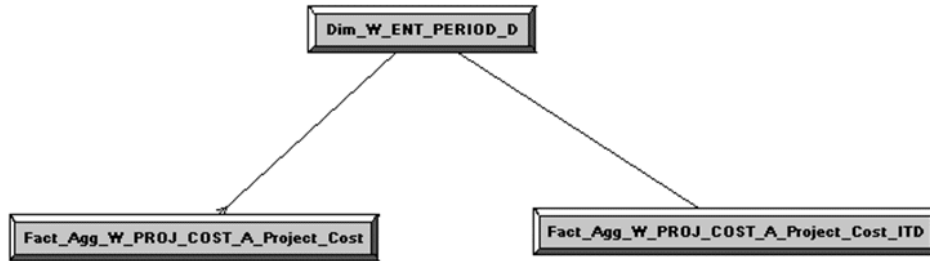 Dim_W_ENT_PERIOD_D
Fact_Agg_W_PROJ_COST_A_Project_Cost
Fact_Agg_W_PROJ_COST_A_Project_Cost_ITD